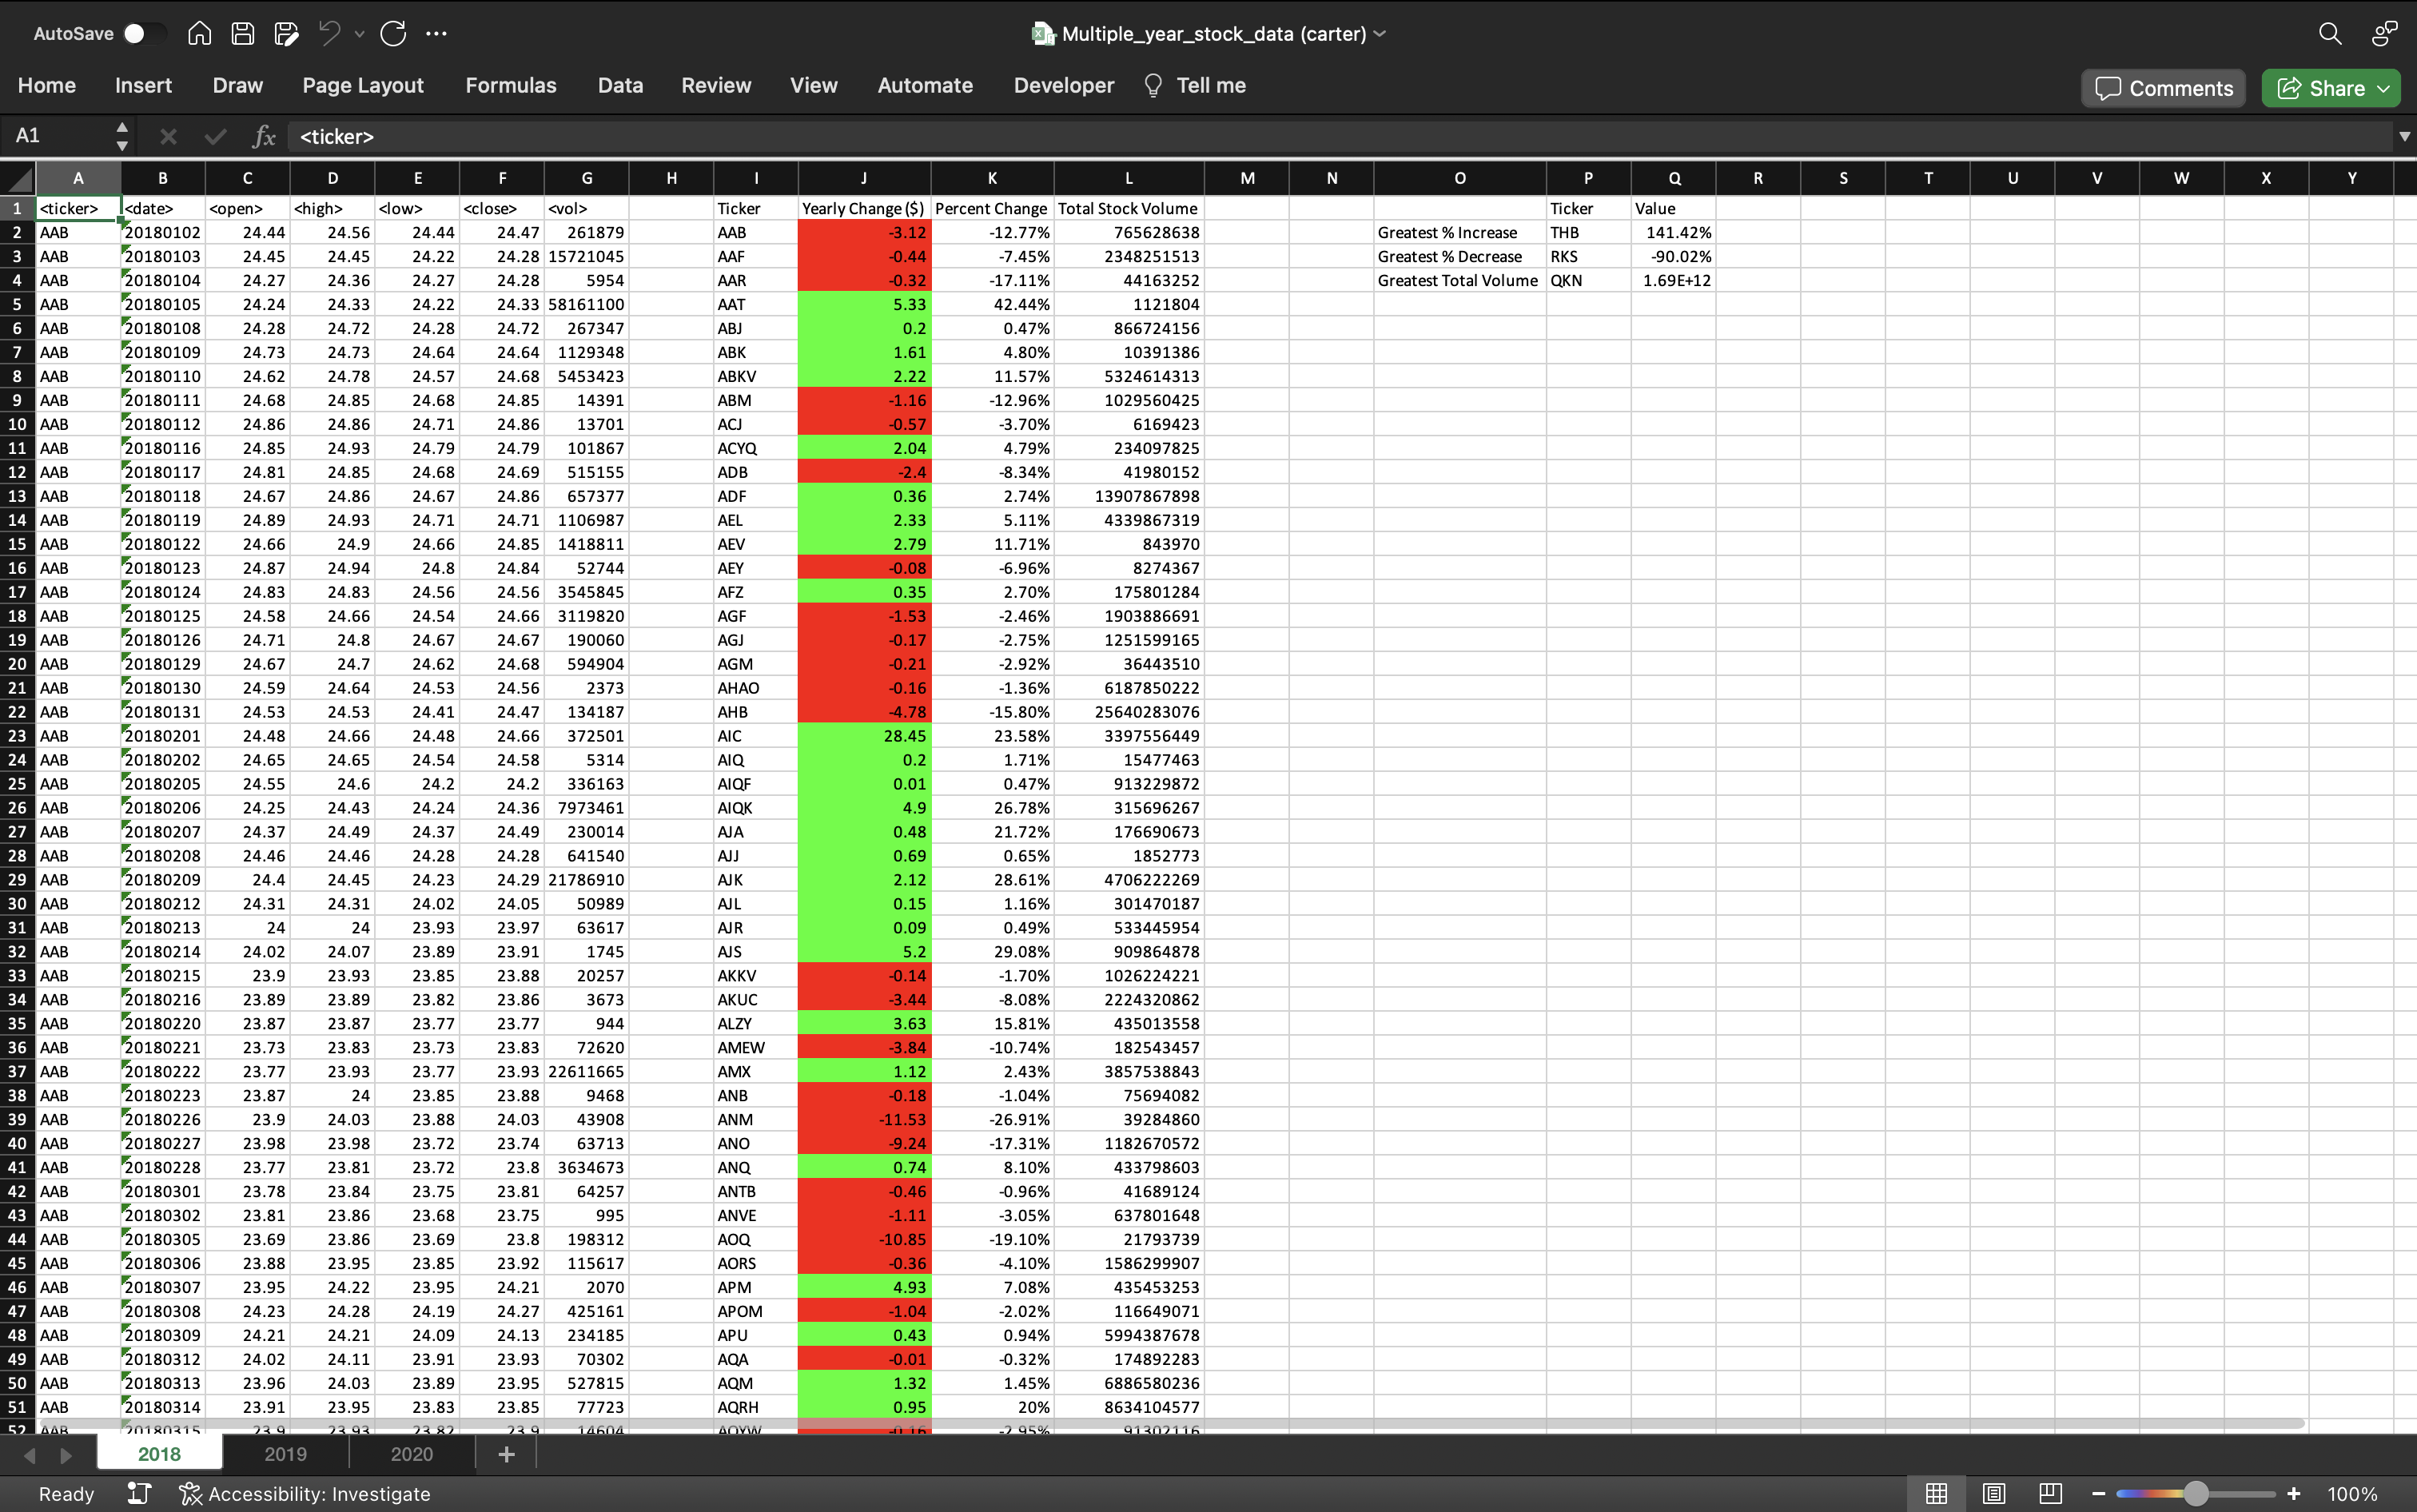 AutoSave
Multiple_year_stock_data (carter)
Home Insert Draw Page Layout Formulas Data Review View Automate Developer Tell me Comments Share
A1 fx <ticker>
A B C D E F G H I J K L M N O P Q R S T U V W X Y
1 <ticker> <date> <open> <high> <low> <close> <vol> Ticker Yearly Change ($) Percent Change Total Stock Volume Ticker Value
2 AAB 20180102 24.44 24.56 24.44 24.47 261879 AAB -3.12 -12.77% 765628638 Greatest % Increase THB 141.42%
3 AAB 20180103 24.45 24.45 24.22 24.28 15721045 AAF -0.44 -7.45% 2348251513 Greatest % Decrease RKS -90.02%
4 AAB 20180104 24.27 24.36 24.27 24.28 5954 AAR -0.32 -17.11% 44163252 Greatest Total Volume QKN 1.69E+12
5 AAB 20180105 24.24 24.33 24.22 24.33 58161100 AAT 5.33 42.44% 1121804
6 AAB 20180108 24.28 24.72 24.28 24.72 267347 ABJ 0.2 0.47% 866724156
7 AAB 20180109 24.73 24.73 24.64 24.64 1129348 ABK 1.61 4.80% 10391386
8 AAB 20180110 24.62 24.78 24.57 24.68 5453423 ABKV 2.22 11.57% 5324614313
9 AAB 20180111 24.68 24.85 24.68 24.85 14391 ABM -1.16 -12.96% 1029560425
10 AAB 20180112 24.86 24.86 24.71 24.86 13701 ACJ -0.57 -3.70% 6169423
11 AAB 20180116 24.85 24.93 24.79 24.79 101867 ACYQ 2.04 4.79% 234097825
12 AAB 20180117 24.81 24.85 24.68 24.69 515155 ADB -2.4 -8.34% 41980152
13 AAB 20180118 24.67 24.86 24.67 24.86 657377 ADF 0.36 2.74% 13907867898
14 AAB 20180119 24.89 24.93 24.71 24.71 1106987 AEL 2.33 5.11% 4339867319
15 AAB 20180122 24.66 24.9 24.66 24.85 1418811 AEV 2.79 11.71% 843970
16 AAB 20180123 24.87 24.94 24.8 24.84 52744 AEY -0.08 -6.96% 8274367
17 AAB 20180124 24.83 24.83 24.56 24.56 3545845 AFZ 0.35 2.70% 175801284
18 AAB 20180125 24.58 24.66 24.54 24.66 3119820 AGF -1.53 -2.46% 1903886691
19 AAB 20180126 24.71 24.8 24.67 24.67 190060 AGJ -0.17 -2.75% 1251599165
20 AAB 20180129 24.67 24.7 24.62 24.68 594904 AGM -0.21 -2.92% 36443510
21 AAB 20180130 24.59 24.64 24.53 24.56 2373 AHAO -0.16 -1.36% 6187850222
22 AAB 20180131 24.53 24.53 24.41 24.47 134187 AHB -4.78 -15.80% 25640283076
23 AAB 20180201 24.48 24.66 24.48 24.66 372501 AIC 28.45 23.58% 3397556449
24 AAB 20180202 24.65 24.65 24.54 24.58 5314 AIQ 0.2 1.71% 15477463
25 AAB 20180205 24.55 24.6 24.2 24.2 336163 AIQF 0.01 0.47% 913229872
26 AAB 20180206 24.25 24.43 24.24 24.36 7973461 AIQK 4.9 26.78% 315696267
27 AAB 20180207 24.37 24.49 24.37 24.49 230014 AJA 0.48 21.72% 176690673
28 AAB 20180208 24.46 24.46 24.28 24.28 641540 AJJ 0.69 0.65% 1852773
29 AAB 20180209 24.4 24.45 24.23 24.29 21786910 AJK 2.12 28.61% 4706222269
30 AAB 20180212 24.31 24.31 24.02 24.05 50989 AJL 0.15 1.16% 301470187
31 AAB 20180213 24 24 23.93 23.97 63617 AJR 0.09 0.49% 533445954
32 AAB 20180214 24.02 24.07 23.89 23.91 1745 AJS 5.2 29.08% 909864878
33 AAB 20180215 23.9 23.93 23.85 23.88 20257 AKKV -0.14 -1.70% 1026224221
34 AAB 20180216 23.89 23.89 23.82 23.86 3673 AKUC -3.44 -8.08% 2224320862
35 AAB 20180220 23.87 23.87 23.77 23.77 944 ALZY 3.63 15.81% 435013558
36 AAB 20180221 23.73 23.83 23.73 23.83 72620 AMEW -3.84 -10.74% 182543457
37 AAB 20180222 23.77 23.93 23.77 23.93 22611665 AMX 1.12 2.43% 3857538843
38 AAB 20180223 23.87 24 23.85 23.88 9468 ANB -0.18 -1.04% 75694082
39 AAB 20180226 23.9 24.03 23.88 24.03 43908 ANM -11.53 -26.91% 39284860
40 AAB 20180227 23.98 23.98 23.72 23.74 63713 ANO -9.24 -17.31% 1182670572
41 AAB 20180228 23.77 23.81 23.72 23.8 3634673 ANQ 0.74 8.10% 433798603
42 AAB 20180301 23.78 23.84 23.75 23.81 64257 ANTB -0.46 -0.96% 41689124
43 AAB 20180302 23.81 23.86 23.68 23.75 995 ANVE -1.11 -3.05% 637801648
44 AAB 20180305 23.69 23.86 23.69 23.8 198312 AOQ -10.85 -19.10% 21793739
45 AAB 20180306 23.88 23.95 23.85 23.92 115617 AORS -0.36 -4.10% 1586299907
46 AAB 20180307 23.95 24.22 23.95 24.21 2070 APM 4.93 7.08% 435453253
47 AAB 20180308 24.23 24.28 24.19 24.27 425161 APOM -1.04 -2.02% 116649071
48 AAB 20180309 24.21 24.21 24.09 24.13 234185 APU 0.43 0.94% 5994387678
49 AAB 20180312 24.02 24.11 23.91 23.93 70302 AQA -0.01 -0.32% 174892283
50 AAB 20180313 23.96 24.03 23.89 23.95 527815 AQM 1.32 1.45% 6886580236
51 AAB 20180314 23.91 23.95 23.83 23.85 77723 AQRH 0.95 20% 8634104577
52 AAB 20180315 23.9 23.93 23.82 23.9 14604 AQYW -0.16 -2.95% 91302116
2018 2019 2020 +
Ready Accessibility: Investigate 100%